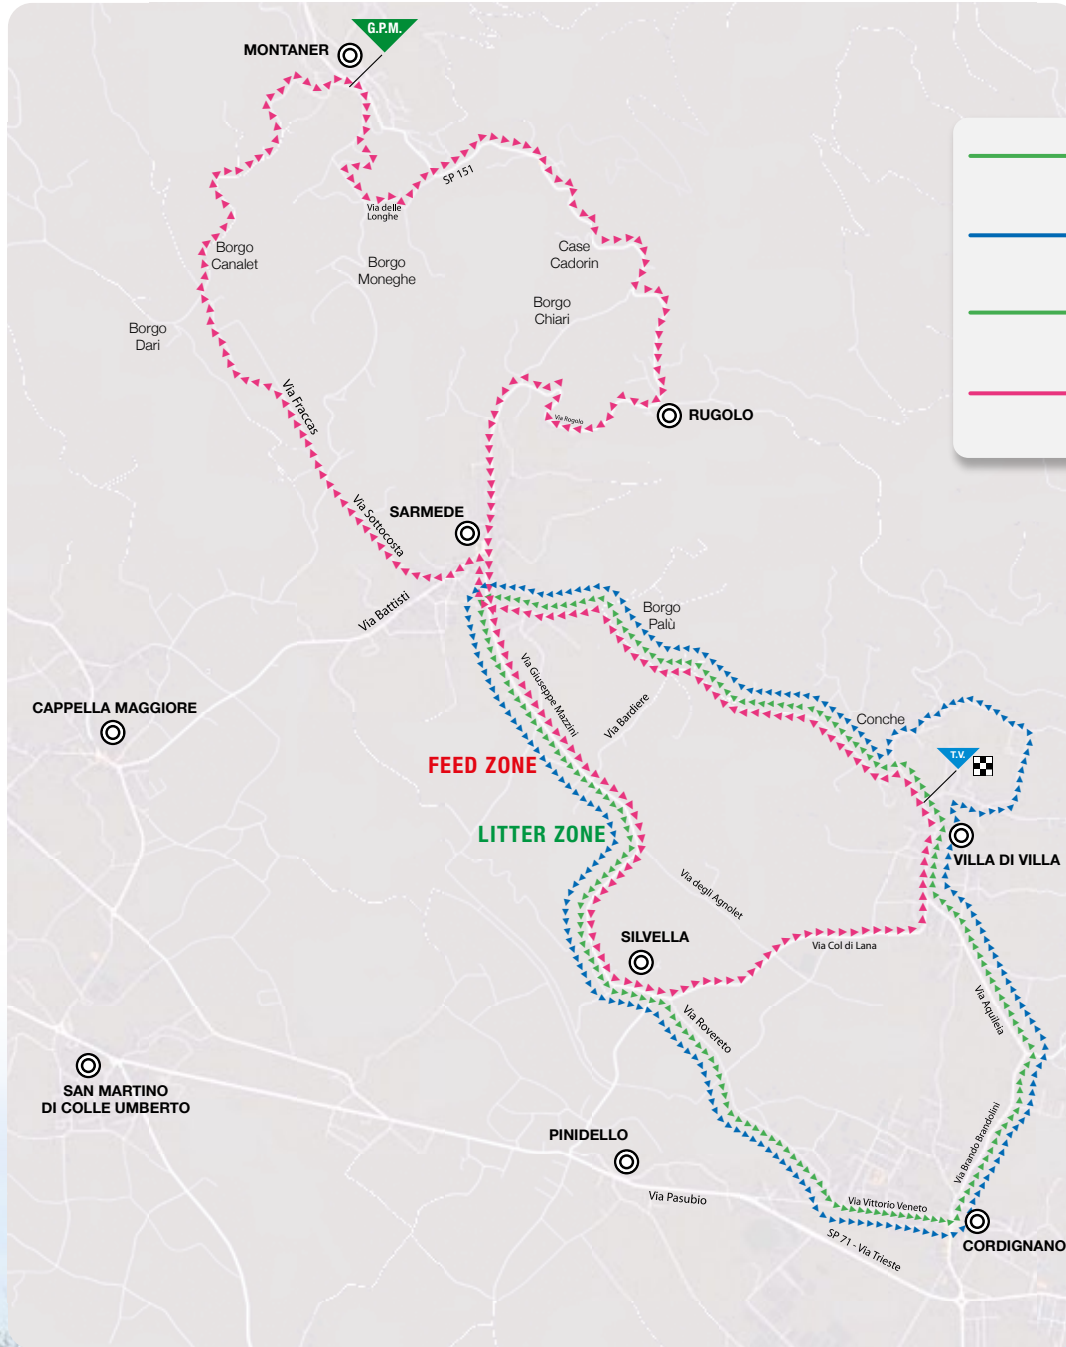 G.P.M.
MONTANER
SP 151
Via delle
Longhe
Borgo
Canalet
Borgo
Moneghe
Case
Cadorin
Borgo
Chiari
Borgo
Dari
Via Fraccas
Via Rugolo
RUGOLO
SARMEDE
Via Sottocosta
Via Battisti
Borgo
Palù
Via Giuseppe Mazzini
Via Bardiere
CAPPELLA MAGGIORE
Conche
FEED ZONE
T.V.
LITTER ZONE
VILLA DI VILLA
Via degli Agnolet
SILVELLA
Via Col di Lana
Via Rovereto
Via Aquileia
SAN MARTINO
DI COLLE UMBERTO
PINIDELLO
Via Brando Brandolini
Via Pasubio
Via Vittorio Veneto
SP 71 - Via Trieste
CORDIGNANO